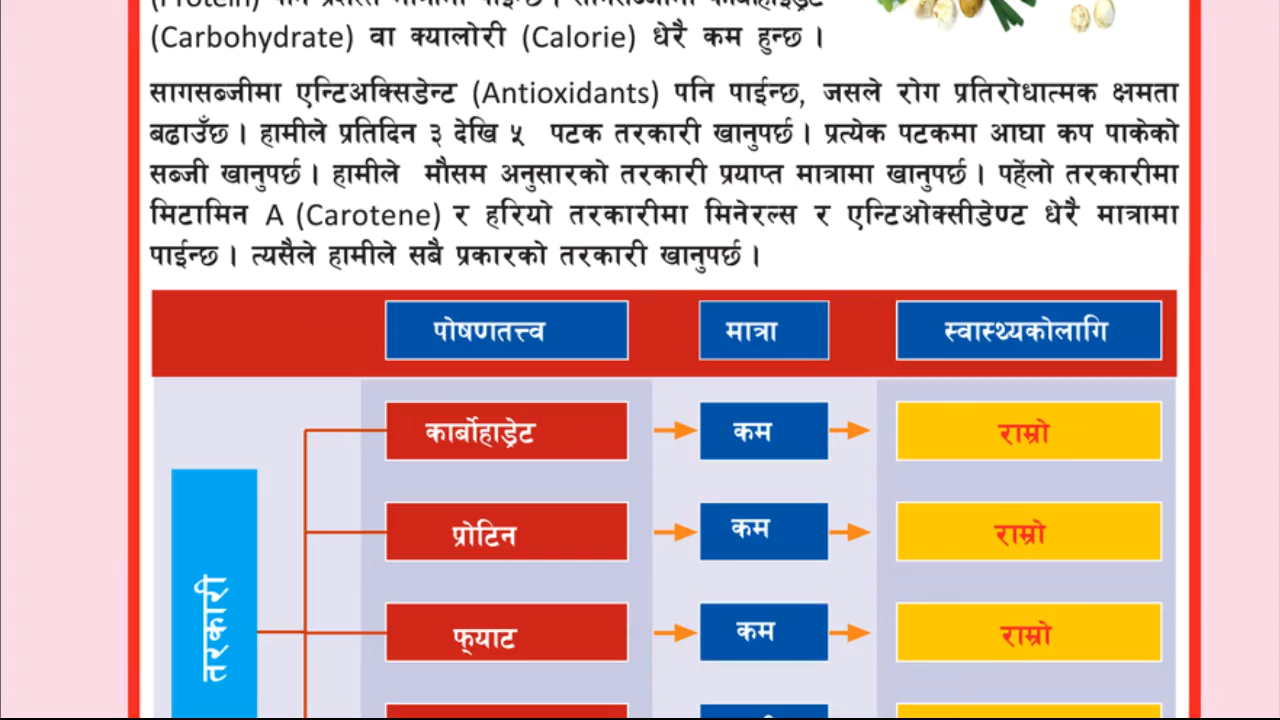 (Carbohydrate) वा क्यालोरी (Calorie) धेरै कम हुन्छ ।
सागसब्जीमा एन्टिअक्सिडेन्ट (Antioxidants) पनि पाईन्छ, जसले रोग प्रतिरोधात्मक क्षमता
बढाउँछ । हामीले प्रतिदिन ३ देखि ५ पटक तरकारी खानुपर्छ । प्रत्येक पटकमा आघा कप पाकेको
सब्जी खानुपर्छ । हामीले मौसम अनुसारको तरकारी प्रयाप्त मात्रामा खानुपर्छ । पहेंलो तरकारीमा
मिटामिन A (Carotene) र हरियो तरकारीमा मिनेरल्स र एन्टिओक्सीडेण्ट धेरै मात्रामा
पाईन्छ । त्यसैले हामीले सबै प्रकारको तरकारी खानुपर्छ ।
पोषणतत्त्व मात्रा स्वास्थ्यकोलागि
कार्बोहाड्रेट कम राम्रो
प्रोटिन कम राम्रो
तरकारी
फ्याट कम राम्रो